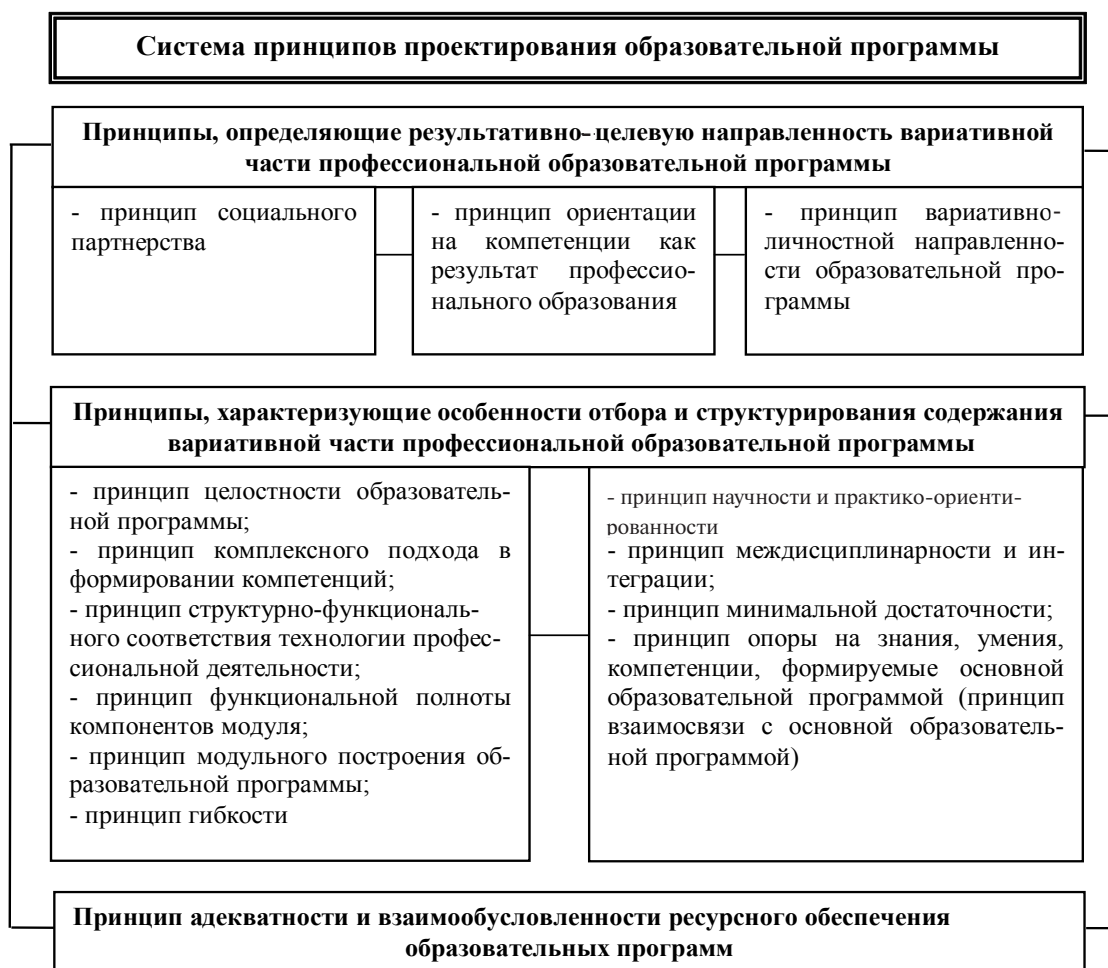 Система принципов проектирования образовательной программы
Принципы, определяющие результативно-целевую направленность вариативной
части профессиональной образовательной программы
- принцип социального
партнерства
- принцип ориентации
на компетенции как
результат профессио-
нального образования
- принцип вариативно-
личностной направленно-
сти образовательной про-
граммы
Принципы, характеризующие особенности отбора и структурирования содержания
вариативной части профессиональной образовательной программы
- принцип целостности образователь-
ной программы;
- принцип комплексного подхода в
формировании компетенций;
- принцип структурно-функциональ-
ного соответствия технологии профес-
сиональной деятельности;
- принцип функциональной полноты
компонентов модуля;
- принцип модульного построения об-
разовательной программы;
- принцип гибкости
- принцип научности и практико-ориенти-
рованности
- принцип междисциплинарности и ин-
теграции;
- принцип минимальной достаточности;
- принцип опоры на знания, умения,
компетенции, формируемые основной
образовательной программой (принцип
взаимосвязи с основной образователь-
ной программой)
Принцип адекватности и взаимообусловленности ресурсного обеспечения
образовательных программ